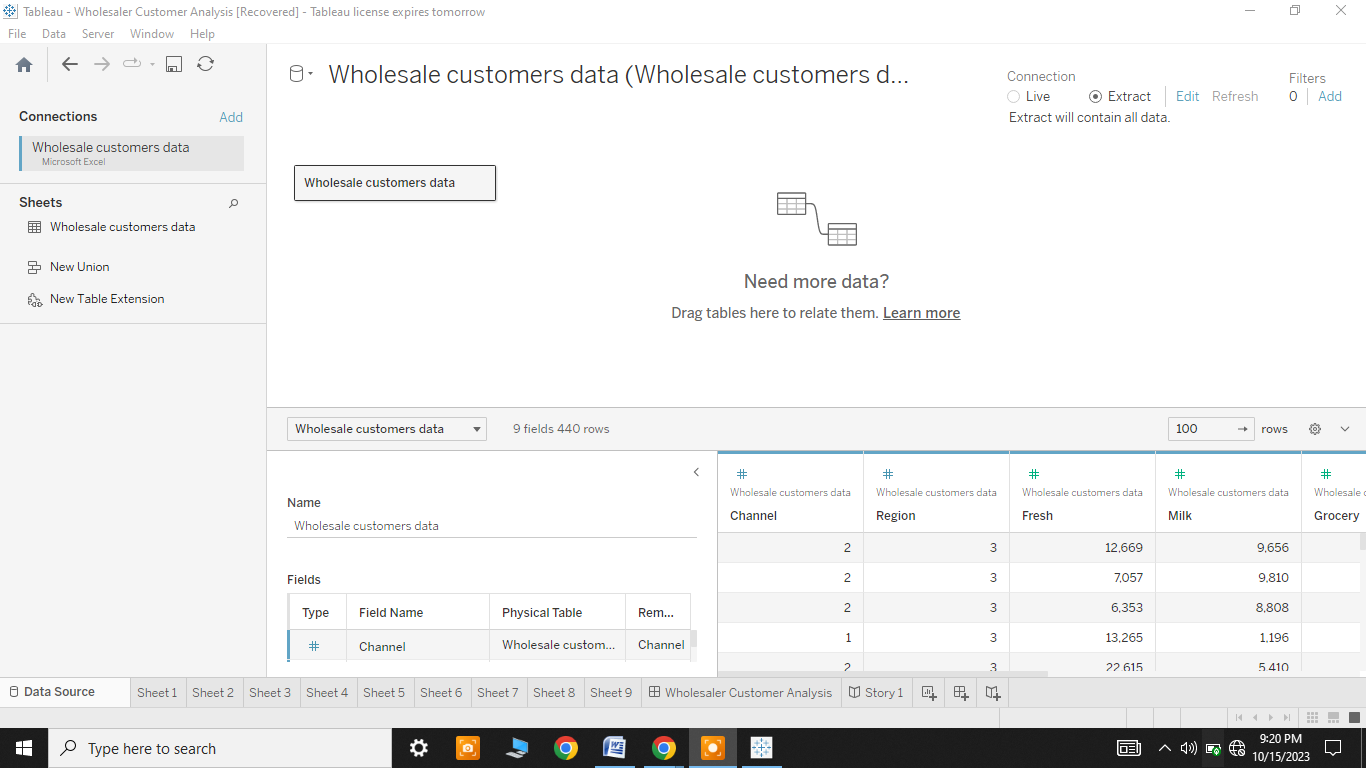 Tableau - Wholesaler Customer Analysis [Recovered] - Tableau license expires tomorrow
File Data Server Window Help
Connections Add
Wholesale customers data
Microsoft Excel
Sheets
Wholesale customers data
New Union
New Table Extension
Wholesale customers data (Wholesale customers d...
Connection
Live Extract Edit Refresh
Extract will contain all data.
Filters
0 Add
Wholesale customers data
Need more data?
Drag tables here to relate them. Learn more
Wholesale customers data 9 fields 440 rows 100 → rows
Name
Wholesale customers data
Fields
Type Field Name Physical Table Rem...
# Channel Wholesale custom... Channel
# # # # #
Wholesale customers data Wholesale customers data Wholesale customers data Wholesale customers data Wholesale c
Channel Region Fresh Milk Grocery
2 3 12,669 9,656
2 3 7,057 9,810
2 3 6,353 8,808
1 3 13,265 1,196
2 3 22,615 5,410
Data Source Sheet 1 Sheet 2 Sheet 3 Sheet 4 Sheet 5 Sheet 6 Sheet 7 Sheet 8 Sheet 9 Wholesaler Customer Analysis Story 1
Type here to search
9:20 PM
10/15/2023